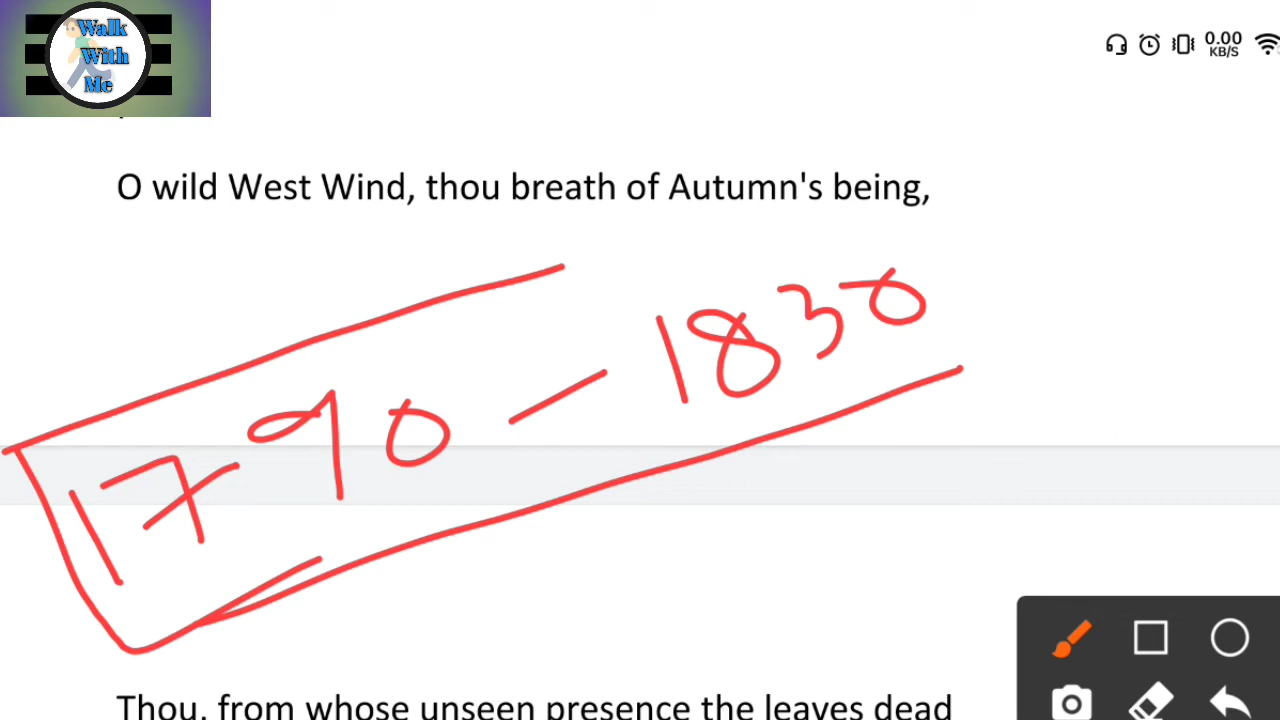 Walk
With
Me
0.00
KB/S
O wild West Wind, thou breath of Autumn's being,
1790 - 1830
Thou, from whose unseen presence the leaves dead